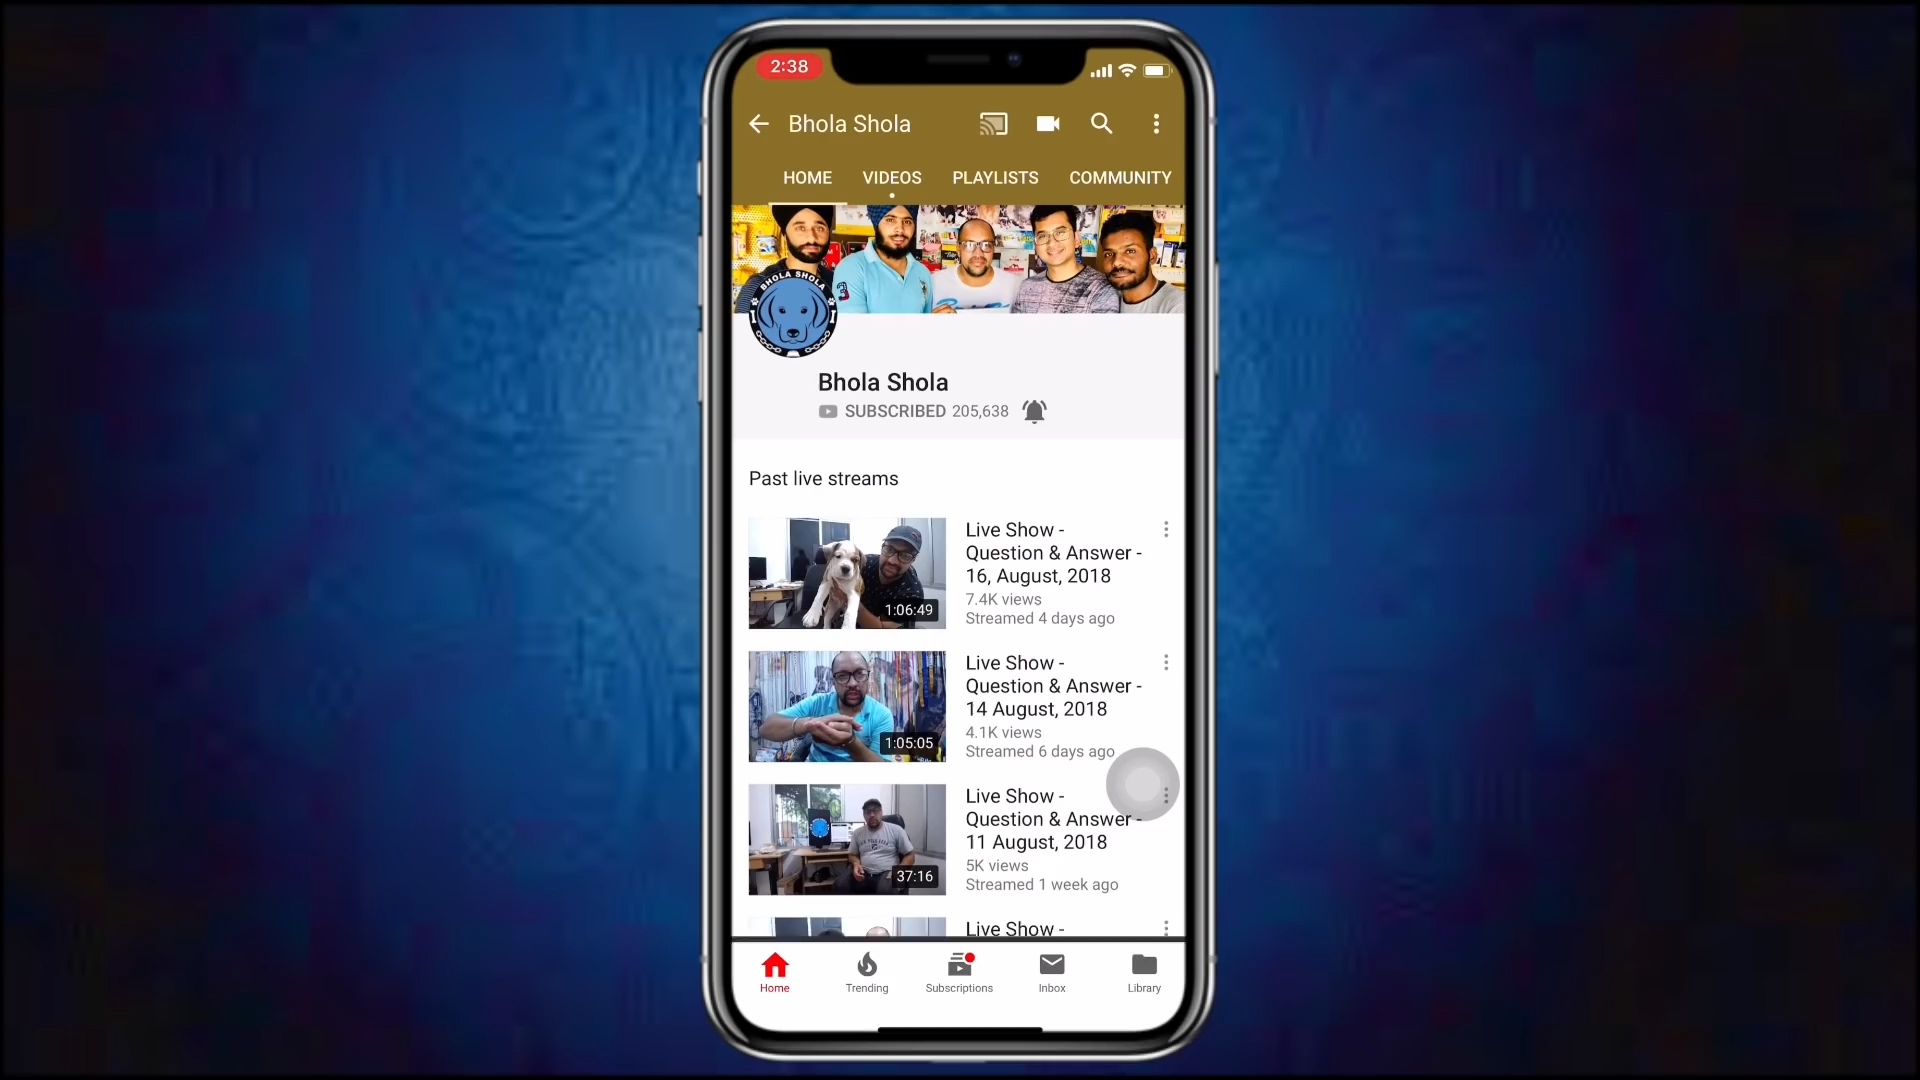 2:38
Bhola Shola
HOME VIDEOS PLAYLISTS COMMUNITY
BHOLA SHOLA
3
Bhola Shola
SUBSCRIBED 205,638
Past live streams
Live Show -
Question & Answer -
16, August, 2018
7.4K views
Streamed 4 days ago
1:06:49
Live Show -
Question & Answer -
14 August, 2018
4.1K views
Streamed 6 days ago
1:05:05
Live Show -
Question & Answer -
11 August, 2018
5K views
Streamed 1 week ago
37:16
Live Show -
Home Trending Subscriptions Inbox Library